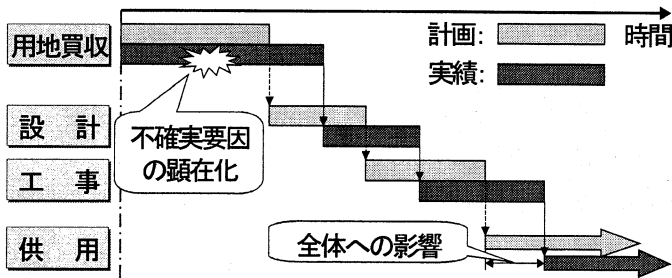 用地買収
計画:
時間
実績:
不確実要因
の顕在化
設 計
工 事
全体への影響
供 用